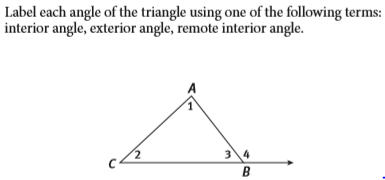 Label each angle of the triangle using one of the following terms:
interior angle, exterior angle, remote interior angle.
A
1
2
3 4
C
B